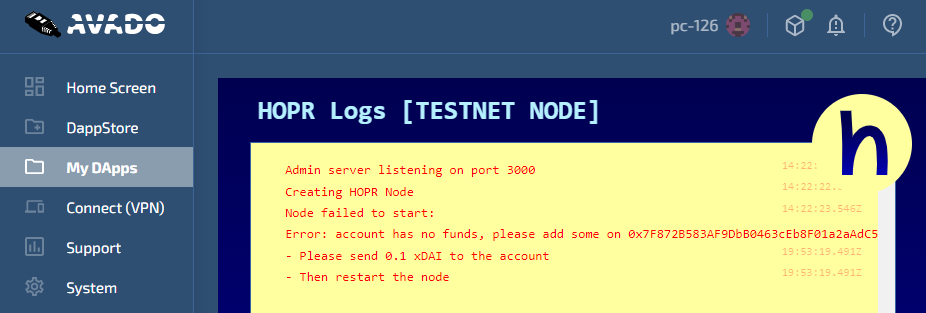 AVADO
pc-126
Home Screen
DappStore
My DApps
Connect (VPN)
Support
System
HOPR Logs [TESTNET NODE]
h
Admin server listening on port 3000 14:22:
Creating HOPR Node 14:22:22.
Node failed to start: 14:22:23.546Z
Error: account has no funds, please add some on 0x7F872B583AF9DbB0463cEb8F01a2aAdC5
- Please send 0.1 xDAI to the account 19:53:19.491Z
- Then restart the node 19:53:19.491Z